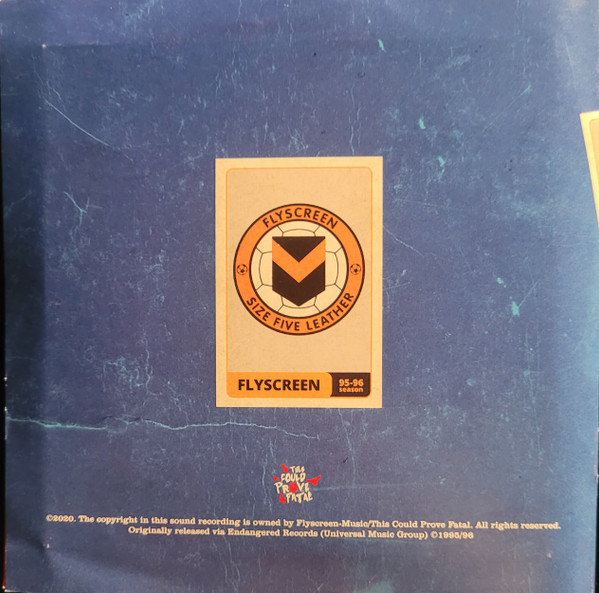 FLYSCREEN
SIZE FIVE LEATHER
FLYSCREEN
95-96
season
THIS
COULD
PROVE
FATAL
©2020. The copyright in this sound recording is owned by Flyscreen-Music/This Could Prove Fatal. All rights reserved.
Originally released via Endangered Records (Universal Music Group) ©1995/96